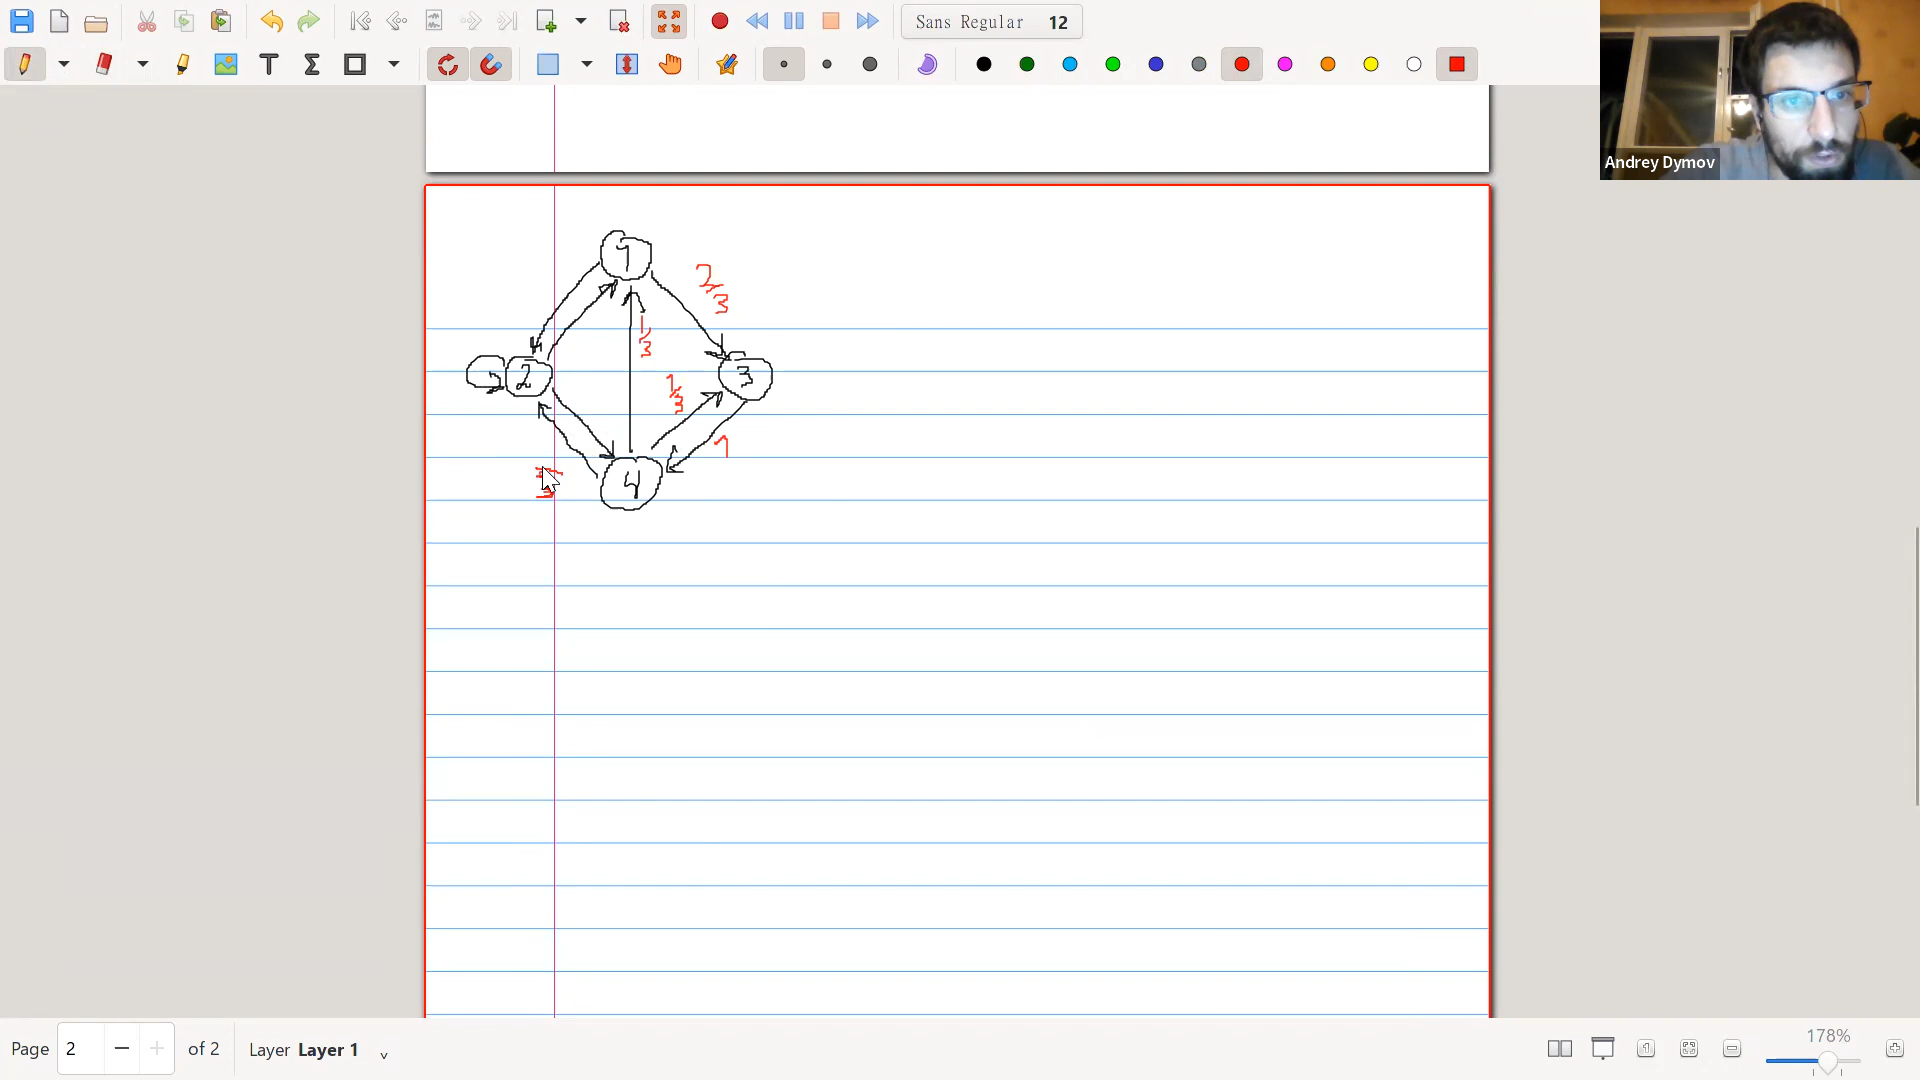 Sans Regular 12
T Σ
Andrey Dymov
1
2/3
1/3
2
3
1/3
1
4
Page 2 of 2 Layer Layer 1
178%